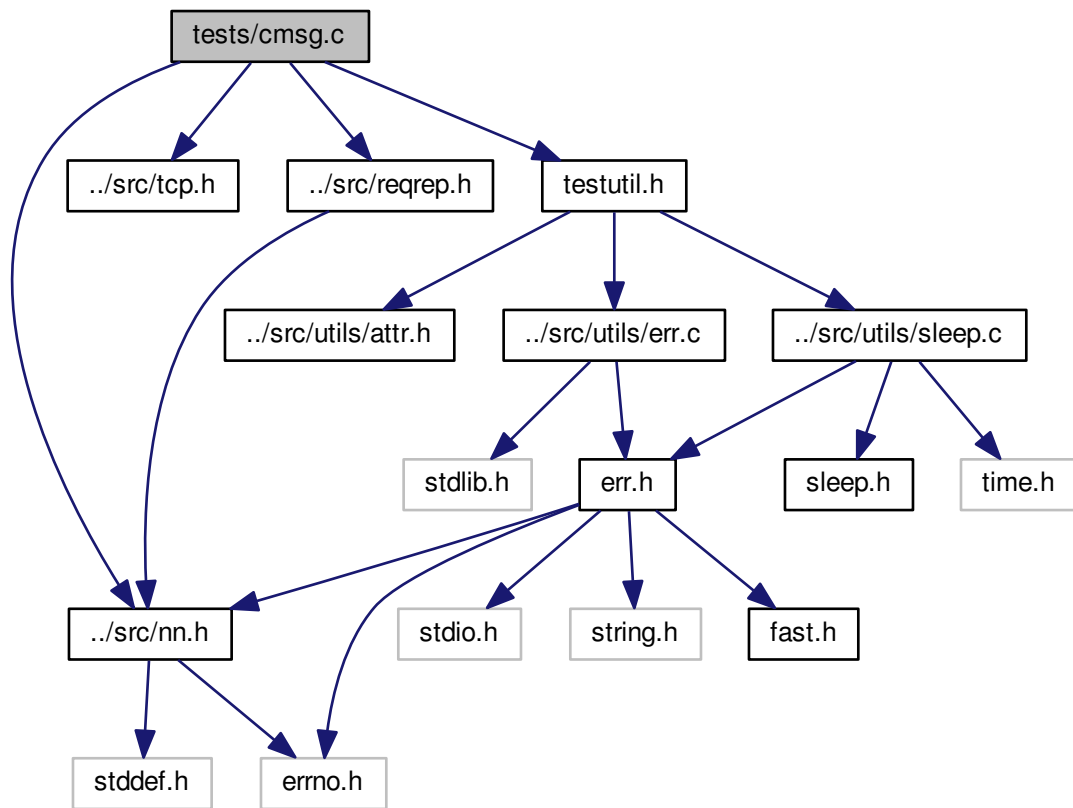 tests/cmsg.c
../src/tcp.h
../src/reqrep.h
testutil.h
../src/utils/attr.h
../src/utils/err.c
../src/utils/sleep.c
stdlib.h
err.h
sleep.h
time.h
../src/nn.h
stdio.h
string.h
fast.h
stddef.h
errno.h